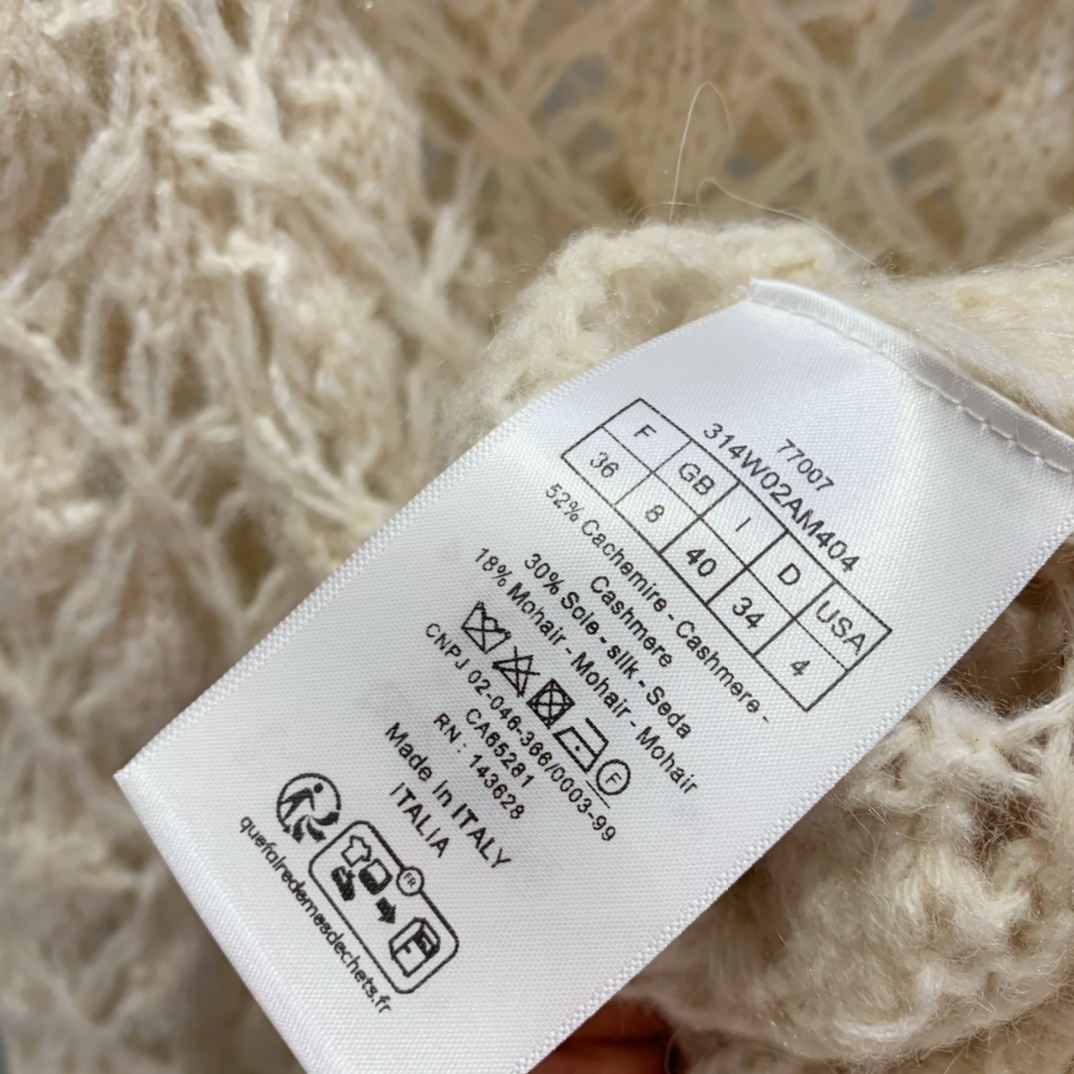 77007
314W02AM404
F GB I D USA
36 8 40 34 4
52% Cachemire - Cashmere -
Cashmere
30% Soie - silk - Seda
18% Mohair - Mohair - Mohair
F
CNPJ 02-046-366/0003-99
CA65281
RN : 143628
Made In ITALY
ITALIA
FR
quefairedemesdechets.fr